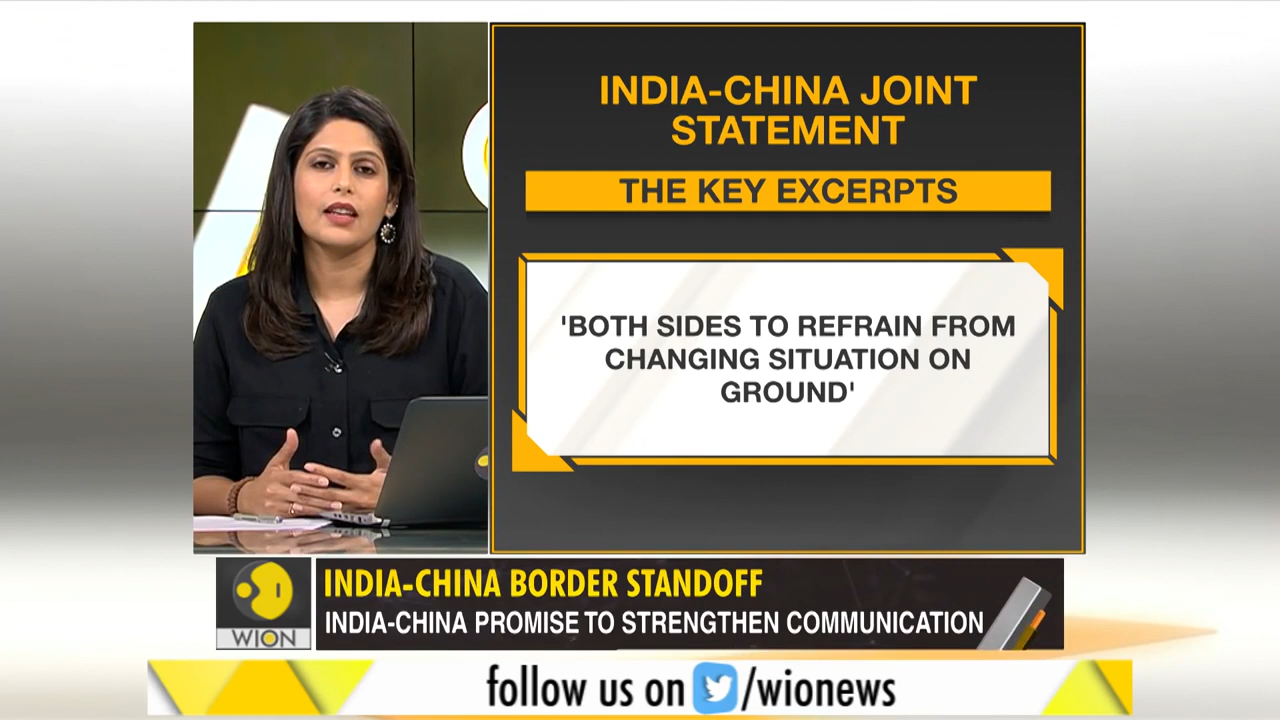 INDIA-CHINA JOINT
STATEMENT
THE KEY EXCERPTS
'BOTH SIDES TO REFRAIN FROM
CHANGING SITUATION ON
GROUND'
INDIA-CHINA BORDER STANDOFF
INDIA-CHINA PROMISE TO STRENGTHEN COMMUNICATION
WION
follow us on /wionews